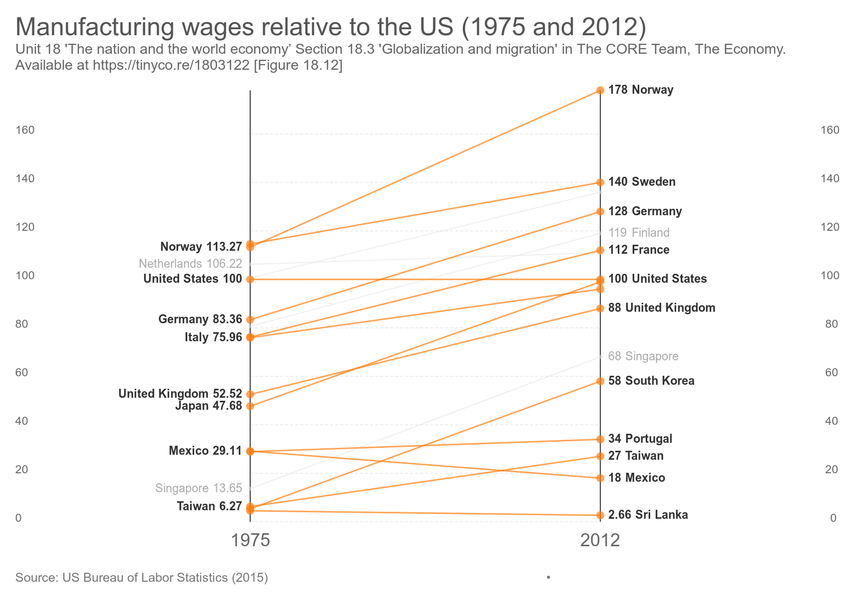 Manufacturing wages relative to the US (1975 and 2012)
Unit 18 'The nation and the world economy' Section 18.3 'Globalization and migration' in The CORE Team, The Economy.
Available at https://tinyco.re/1803122 [Figure 18.12]
178 Norway
160
160
140 Sweden
140
140
128 Germany
120
119 Finland
120
Norway 113.27
112 France
Netherlands 106.22
100
United States 100
100 United States
100
88 United Kingdom
Germany 83.36
80
80
Italy 75.96
68 Singapore
60
60
58 South Korea
United Kingdom 52.52
Japan 47.68
40
40
34 Portugal
Mexico 29.11
27 Taiwan
20
20
18 Mexico
Singapore 13.65
Taiwan 6.27
2.66 Sri Lanka
0
0
1975
2012
Source: US Bureau of Labor Statistics (2015)